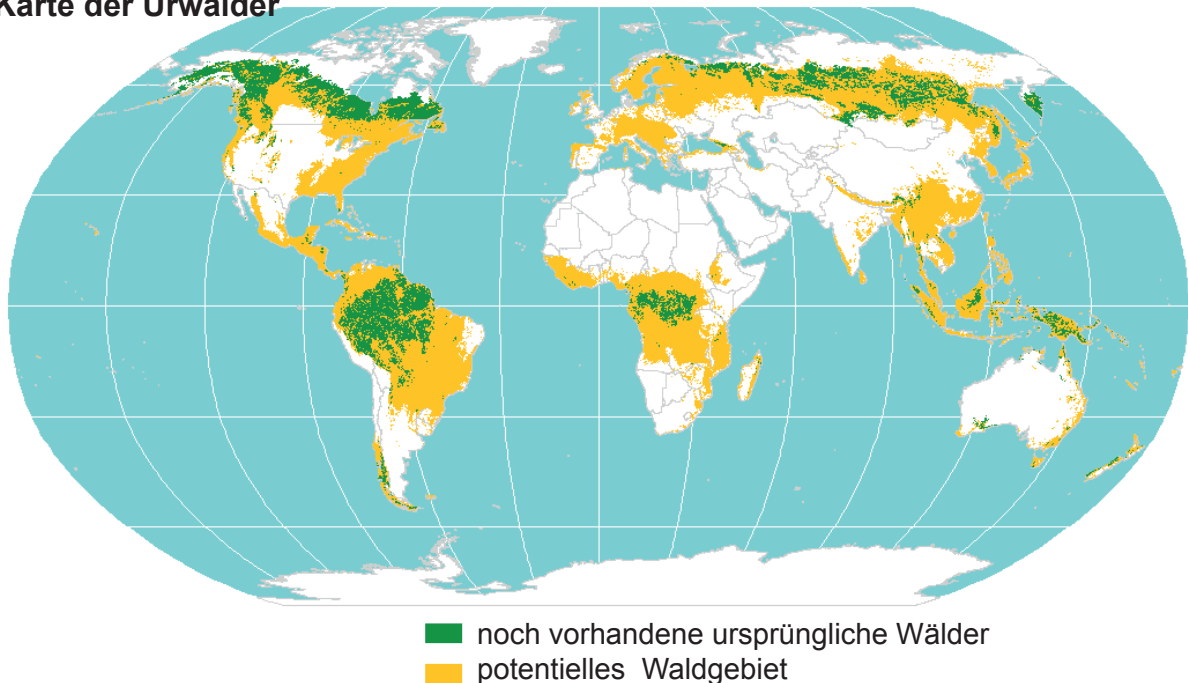 Karte der Urwälder
noch vorhandene ursprüngliche Wälder
potentielles Waldgebiet